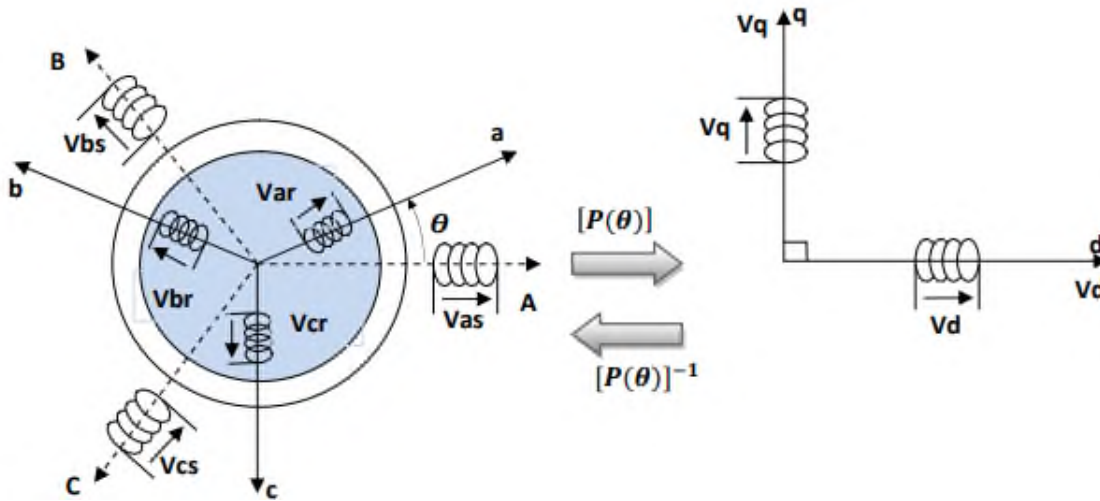 B
Vbs
b
Var
a
θ
Vbr
Vcr
A
Vas
C
Vcs
c
[P(θ)]
[P(θ)]⁻¹
Vq q
Vq
d
Vd
Vd